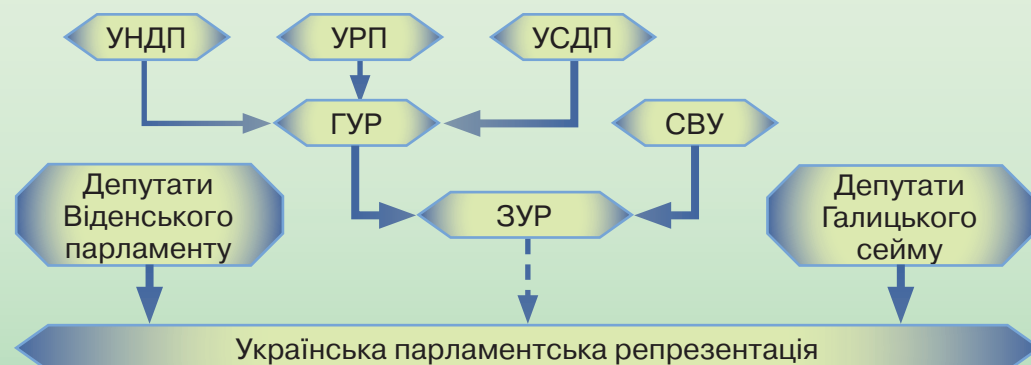 УНДП
УРП
УСДП
ГУР
СВУ
Депутати
Віденського
парламенту
ЗУР
Депутати
Галицького
сейму
Українська парламентська репрезентація